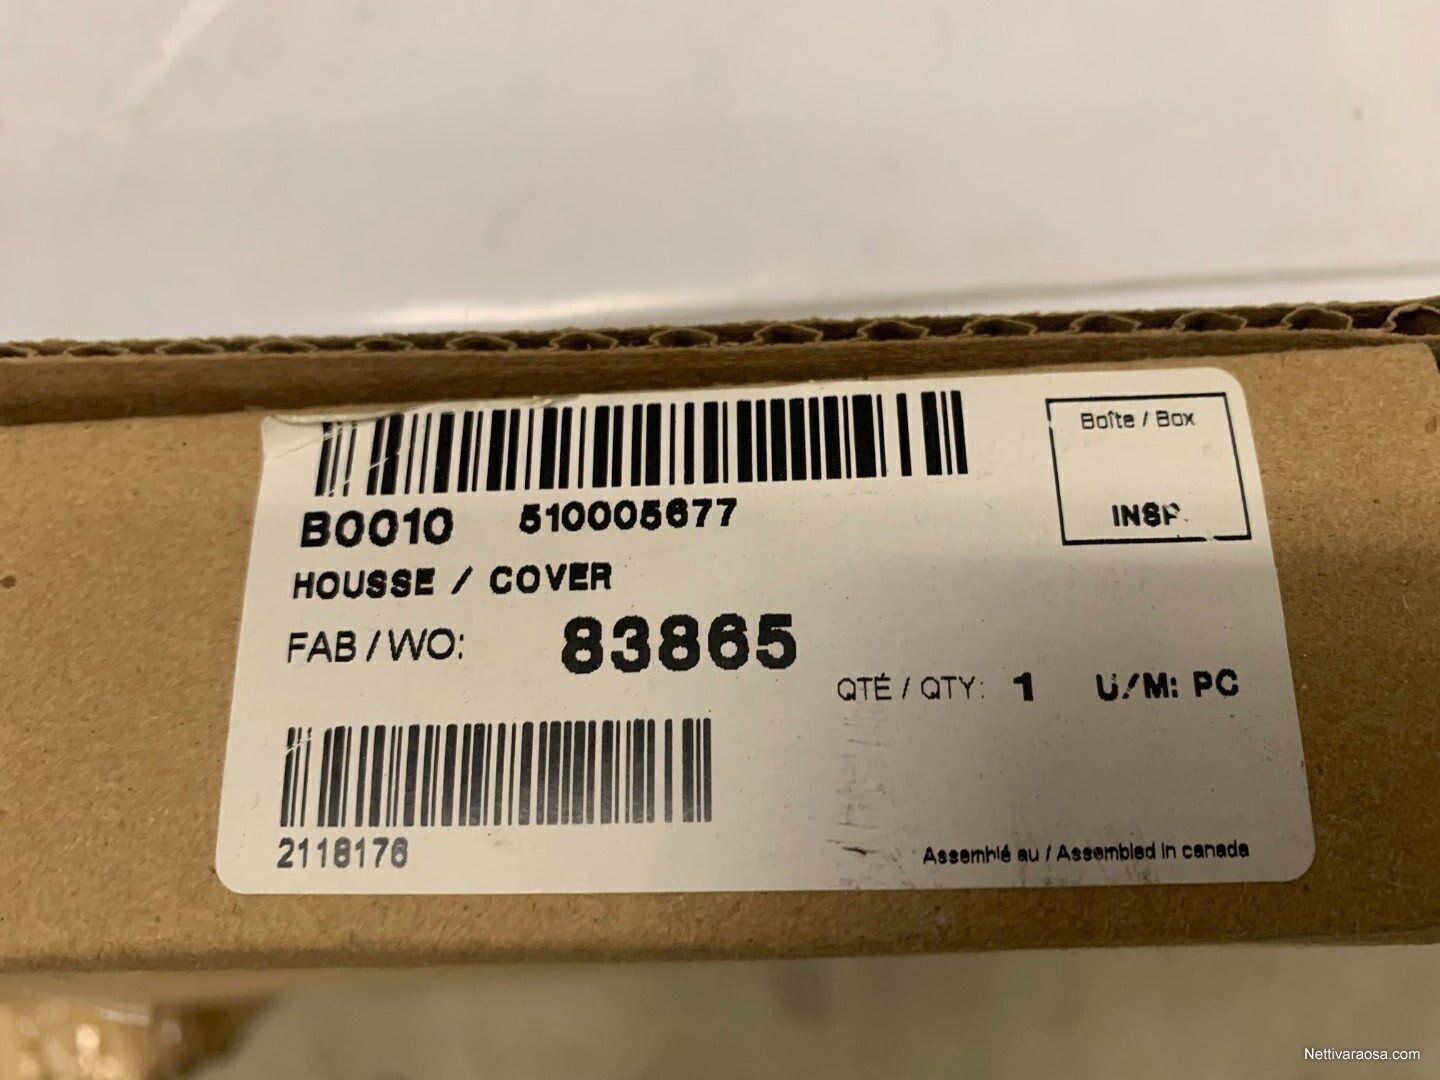 Boîte / Box
INSP.
B0010 510005677
HOUSSE / COVER
FAB / WO: 83865
QTÉ / QTY: 1 U/M: PC
2118176
Assemblé au / Assembled in canada
Nettivaraosa.com